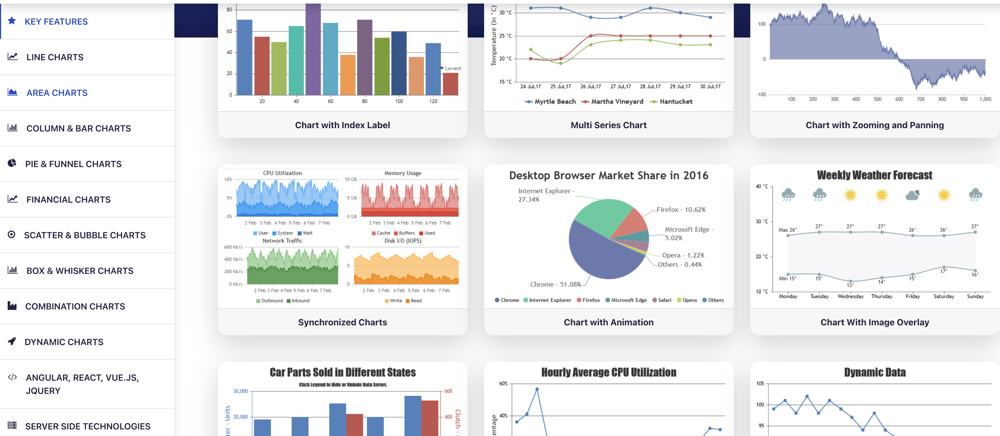 KEY FEATURES
LINE CHARTS
AREA CHARTS
COLUMN & BAR CHARTS
PIE & FUNNEL CHARTS
FINANCIAL CHARTS
SCATTER & BUBBLE CHARTS
BOX & WHISKER CHARTS
COMBINATION CHARTS
DYNAMIC CHARTS
</> ANGULAR, REACT, VUE.JS,
JQUERY
SERVER SIDE TECHNOLOGIES
80
60
40
20
0
Lowest
20 40 60 80 100 120
Chart with Index Label
Temperature (in °C)
30 °C
25 °C
20 °C
15 °C
24 Jul,17 25 Jul,17 26 Jul,17 27 Jul,17 28 Jul,17 29 Jul,17 30 Jul,17
Myrtle Beach Martha Vineyard Nantucket
Multi Series Chart
100
0
-100
100 200 300 400 500 600 700 800 900 1,000
Chart with Zooming and Panning
CPU Utilization
10%
5%
0%
2 Feb 3 Feb 4 Feb 5 Feb 6 Feb 7 Feb
User System Wait
Memory Usage
10 GB
5 GB
0 GB
2 Feb 3 Feb 4 Feb 5 Feb 6 Feb 7 Feb
Cache Buffers Used
Network Traffic
600 Kb/s
400 Kb/s
200 Kb/s
0 Kb/s
2 Feb 3 Feb 4 Feb 5 Feb 6 Feb 7 Feb
Outbound Inbound
Disk I/O (IOPS)
10
5
0
2 Feb 3 Feb 4 Feb 5 Feb 6 Feb 7 Feb
Write Read
Synchronized Charts
Desktop Browser Market Share in 2016
Internet Explorer -
27.34%
Firefox - 10.62%
Microsoft Edge -
5.02%
Opera - 1.22%
Others - 0.44%
Chrome - 51.08%
Chrome Internet Explorer Firefox Microsoft Edge Safari Opera Others
Chart with Animation
Weekly Weather Forecast
40 °C
30 °C
20 °C
10 °C
Max 26° 27° 27° 27° 26° 26° 27°
Min 15° 15° 13° 14° 15° 17° 16°
Monday Tuesday Wednesday Thursday Friday Saturday Sunday
Chart With Image Overlay
Car Parts Sold in Different States
Click Legend to Hide or Unhide Data Series
30,000
20,000
ter - Units
600
400
Clutch -
Hourly Average CPU Utilization
60%
40%
centage
Dynamic Data
105
100
95